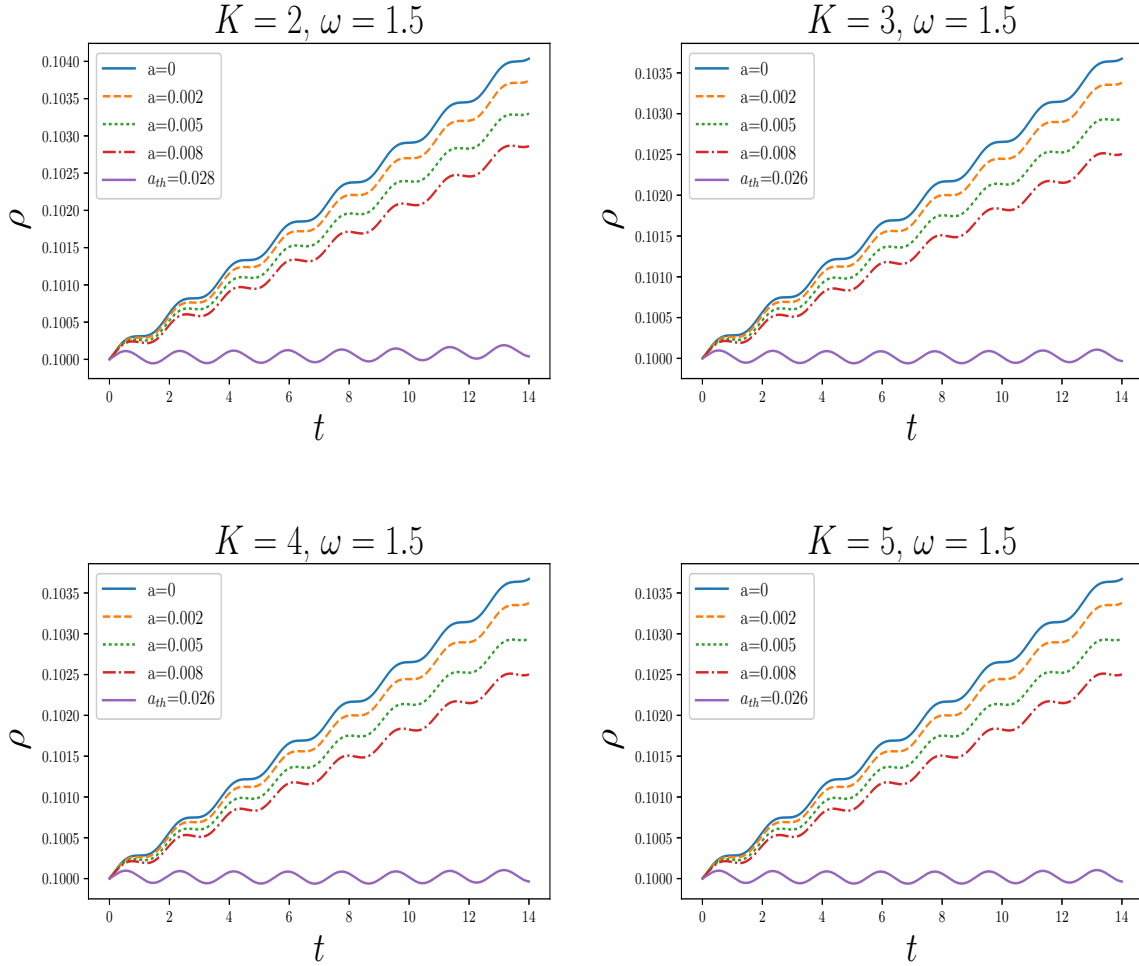 K = 2, ω = 1.5
a=0
a=0.002
a=0.005
a=0.008
a_th=0.028
0.1040
0.1035
0.1030
0.1025
0.1020
0.1015
0.1010
0.1005
0.1000
ρ
0 2 4 6 8 10 12 14
t
K = 3, ω = 1.5
a=0
a=0.002
a=0.005
a=0.008
a_th=0.026
0.1035
0.1030
0.1025
0.1020
0.1015
0.1010
0.1005
0.1000
ρ
0 2 4 6 8 10 12 14
t
K = 4, ω = 1.5
a=0
a=0.002
a=0.005
a=0.008
a_th=0.026
0.1035
0.1030
0.1025
0.1020
0.1015
0.1010
0.1005
0.1000
ρ
0 2 4 6 8 10 12 14
t
K = 5, ω = 1.5
a=0
a=0.002
a=0.005
a=0.008
a_th=0.026
0.1035
0.1030
0.1025
0.1020
0.1015
0.1010
0.1005
0.1000
ρ
0 2 4 6 8 10 12 14
t